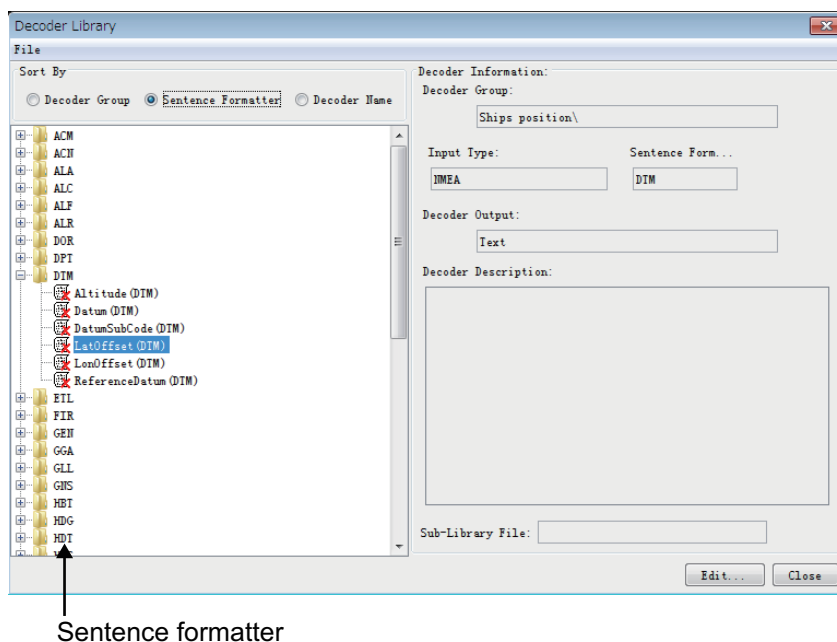 Decoder Library
File
Sort By
Decoder Group Sentence Formatter Decoder Name
ACM
ACN
ALA
ALC
ALF
ALR
DOR
DPT
DTM
Altitude(DTM)
Datum(DTM)
DatumSubCode(DTM)
LatOffset(DTM)
LonOffset(DTM)
ReferenceDatum(DTM)
ETL
FIR
GEN
GGA
GLL
GNS
HBT
HDG
HDT
Decoder Information:
Decoder Group:
Ships position\
Input Type: Sentence Form...
NMEA DTM
Decoder Output:
Text
Decoder Description:
Sub-Library File:
Edit... Close
Sentence formatter